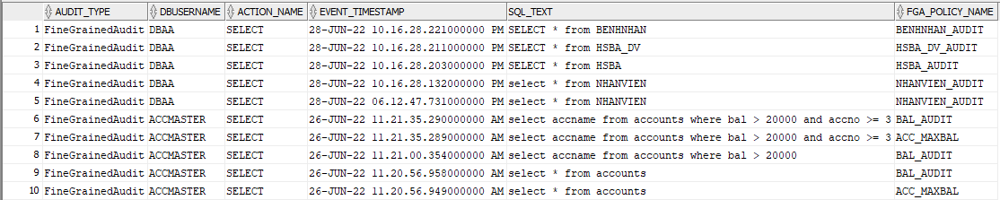 AUDIT_TYPE DBUSERNAME ACTION_NAME EVENT_TIMESTAMP SQL_TEXT FGA_POLICY_NAME
1 FineGrainedAudit DBAA SELECT 28-JUN-22 10.16.28.221000000 PM SELECT * from BENHNHAN BENHNHAN_AUDIT
2 FineGrainedAudit DBAA SELECT 28-JUN-22 10.16.28.211000000 PM SELECT * from HSBA_DV HSBA_DV_AUDIT
3 FineGrainedAudit DBAA SELECT 28-JUN-22 10.16.28.203000000 PM SELECT * from HSBA HSBA_AUDIT
4 FineGrainedAudit DBAA SELECT 28-JUN-22 10.16.28.132000000 PM select * from NHANVIEN NHANVIEN_AUDIT
5 FineGrainedAudit DBAA SELECT 28-JUN-22 06.12.47.731000000 PM select * from NHANVIEN NHANVIEN_AUDIT
6 FineGrainedAudit ACCMASTER SELECT 26-JUN-22 11.21.35.290000000 AM select accname from accounts where bal > 20000 and accno >= 3 BAL_AUDIT
7 FineGrainedAudit ACCMASTER SELECT 26-JUN-22 11.21.35.289000000 AM select accname from accounts where bal > 20000 and accno >= 3 ACC_MAXBAL
8 FineGrainedAudit ACCMASTER SELECT 26-JUN-22 11.21.00.354000000 AM select accname from accounts where bal > 20000 BAL_AUDIT
9 FineGrainedAudit ACCMASTER SELECT 26-JUN-22 11.20.56.958000000 AM select * from accounts BAL_AUDIT
10 FineGrainedAudit ACCMASTER SELECT 26-JUN-22 11.20.56.949000000 AM select * from accounts ACC_MAXBAL